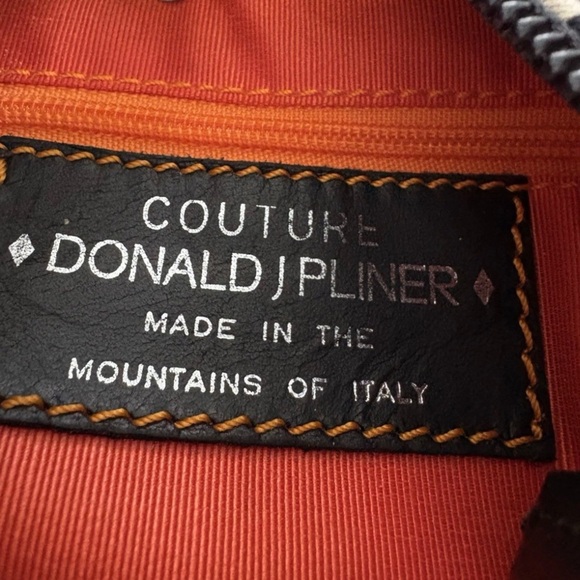 COUTURE
♦ DONALD J PLINER ♦
MADE IN THE
MOUNTAINS OF ITALY